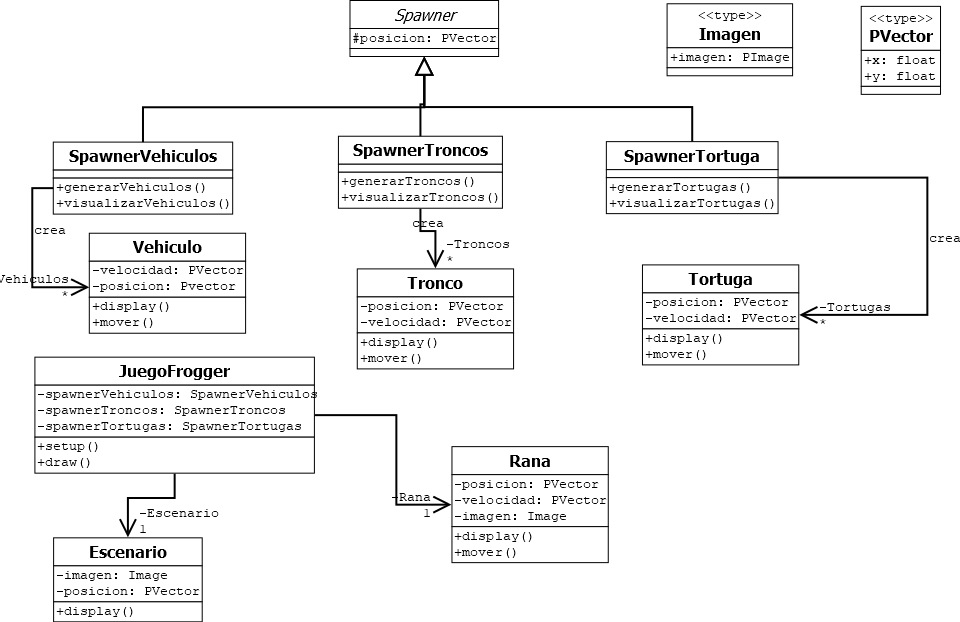 Spawner
#posicion: PVector
<<type>>
Imagen
+imagen: PImage
<<type>>
PVector
+x: float
+y: float
SpawnerVehiculos
+generarVehiculos()
+visualizarVehiculos()
SpawnerTroncos
+generarTroncos()
+visualizarTroncos()
SpawnerTortuga
+generarTortugas()
+visualizarTortugas()
crea
Vehiculos
*
crea
-Troncos
*
crea
-Tortugas
*
Vehiculo
-velocidad: PVector
-posicion: Pvector
+display()
+mover()
Tronco
-posicion: PVector
-velocidad: PVector
+display()
+mover()
Tortuga
-posicion: PVector
-velocidad: PVector
+display()
+mover()
JuegoFrogger
-spawnerVehiculos: SpawnerVehiculos
-spawnerTroncos: SpawnerTroncos
-spawnerTortugas: SpawnerTortugas
+setup()
+draw()
-Rana
1
-Escenario
1
Rana
-posicion: PVector
-velocidad: PVector
-imagen: Image
+display()
+mover()
Escenario
-imagen: Image
-posicion: PVector
+display()